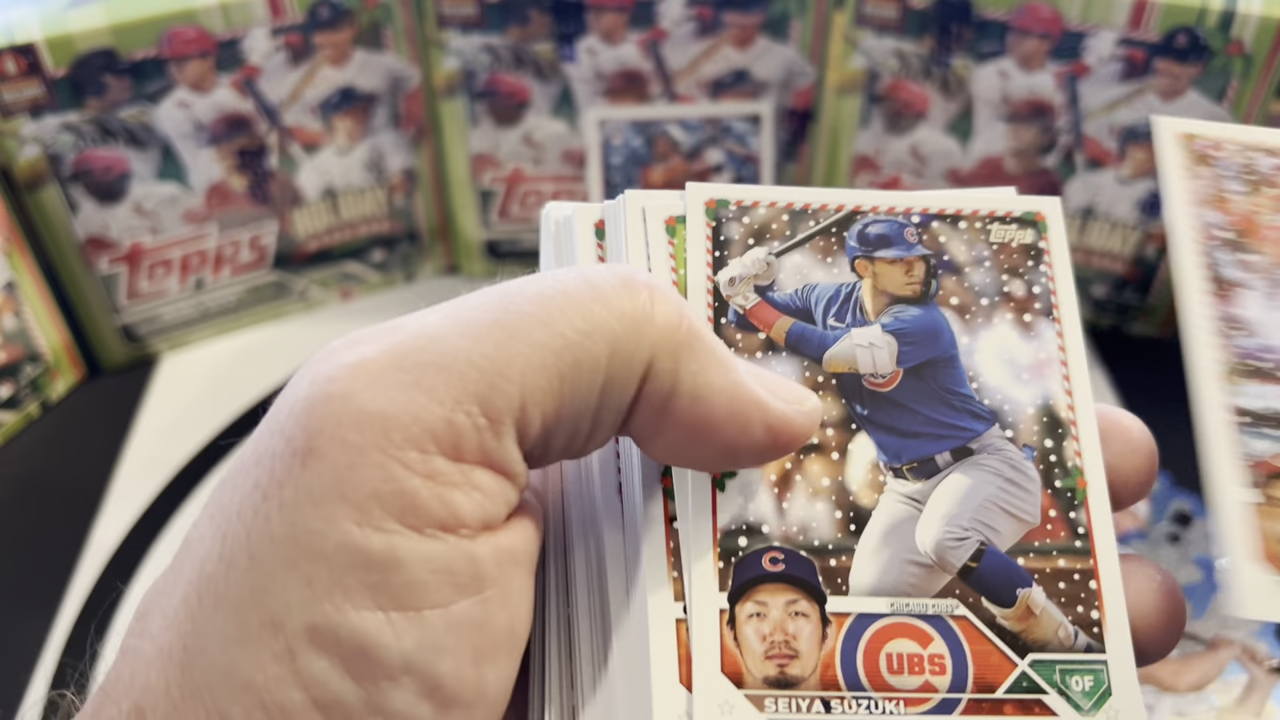 Topps
TOPPS
HOLIDAY
Topps
HOLIDAY
C
C
CHICAGO CUBS
CUBS
OF
SEIYA SUZUKI